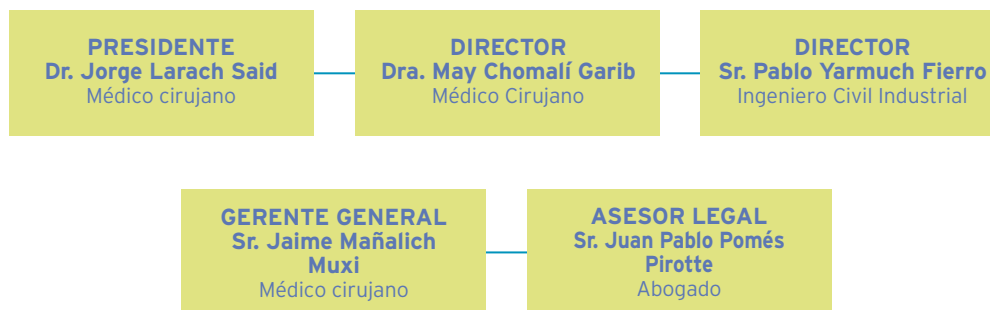 PRESIDENTE
Dr. Jorge Larach Said
Médico cirujano
DIRECTOR
Dra. May Chomalí Garib
Médico Cirujano
DIRECTOR
Sr. Pablo Yarmuch Fierro
Ingeniero Civil Industrial
GERENTE GENERAL
Sr. Jaime Mañalich
Muxi
Médico cirujano
ASESOR LEGAL
Sr. Juan Pablo Pomés
Pirotte
Abogado